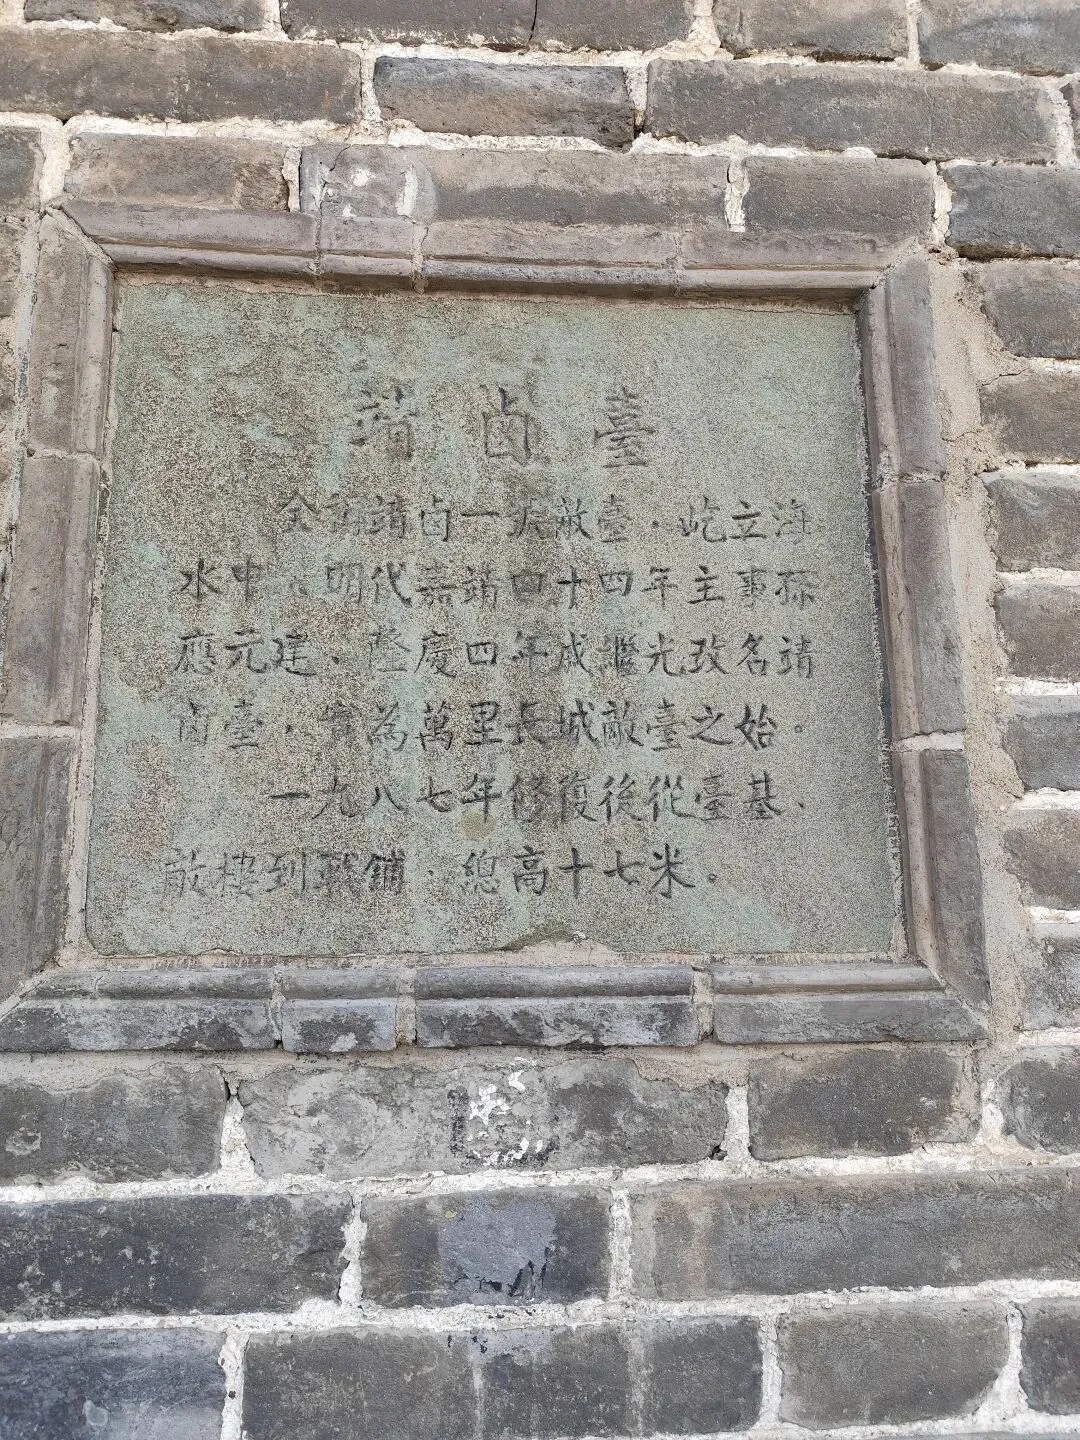 靖 卤 臺
全稱靖卤一號敵臺，屹立海
水中，明代嘉靖四十四年主事孫
應元建，隆慶四年戚繼光改名靖
卤臺，實為萬里長城敵臺之始。
一九八七年修復後從臺基、
敵樓到戰鋪，總高十七米。